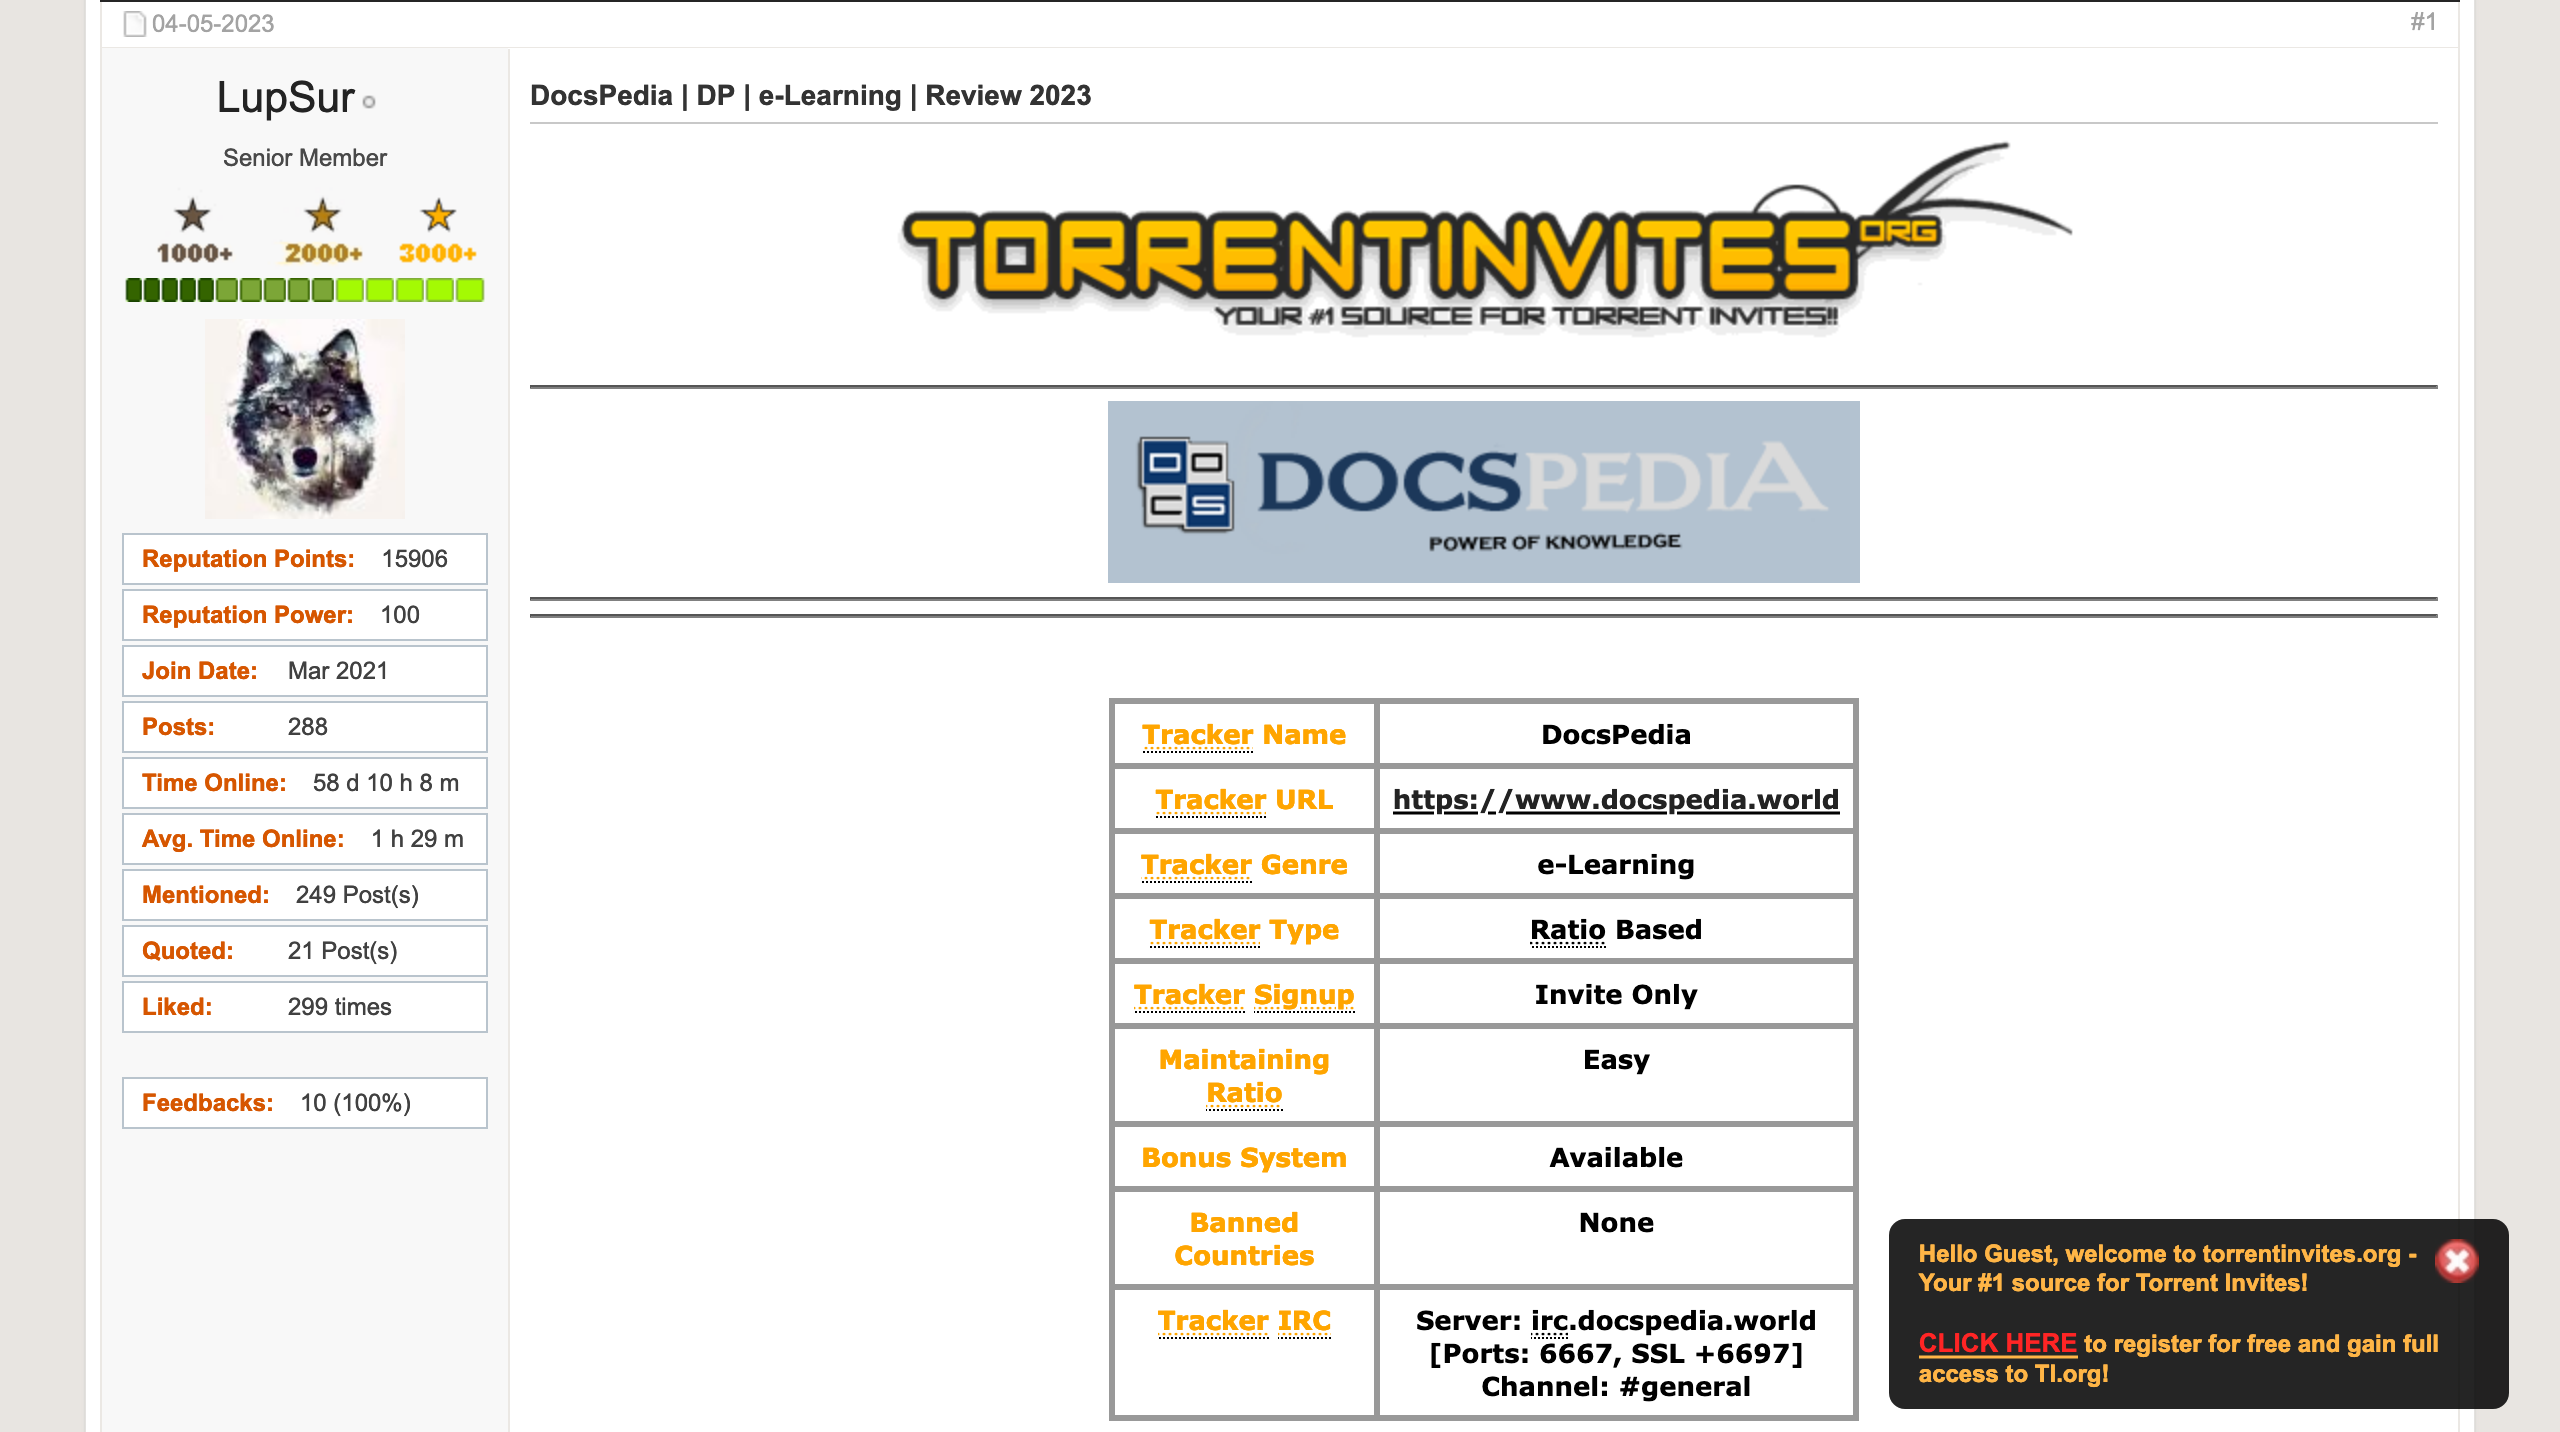 04-05-2023
#1
LupSur
Senior Member
1000+ 2000+ 3000+
Reputation Points: 15906
Reputation Power: 100
Join Date: Mar 2021
Posts: 288
Time Online: 58 d 10 h 8 m
Avg. Time Online: 1 h 29 m
Mentioned: 249 Post(s)
Quoted: 21 Post(s)
Liked: 299 times
Feedbacks: 10 (100%)
DocsPedia | DP | e-Learning | Review 2023
TORRENTINVITES ORG
YOUR #1 SOURCE FOR TORRENT INVITES!!
DO
CS
DOCSPEDIA
POWER OF KNOWLEDGE
Tracker Name DocsPedia
Tracker URL https://www.docspedia.world
Tracker Genre e-Learning
Tracker Type Ratio Based
Tracker Signup Invite Only
Maintaining Easy
Ratio
Bonus System Available
Banned None
Countries
Tracker IRC Server: irc.docspedia.world
[Ports: 6667, SSL +6697]
Channel: #general
Hello Guest, welcome to torrentinvites.org -
Your #1 source for Torrent Invites!
CLICK HERE to register for free and gain full
access to TI.org!